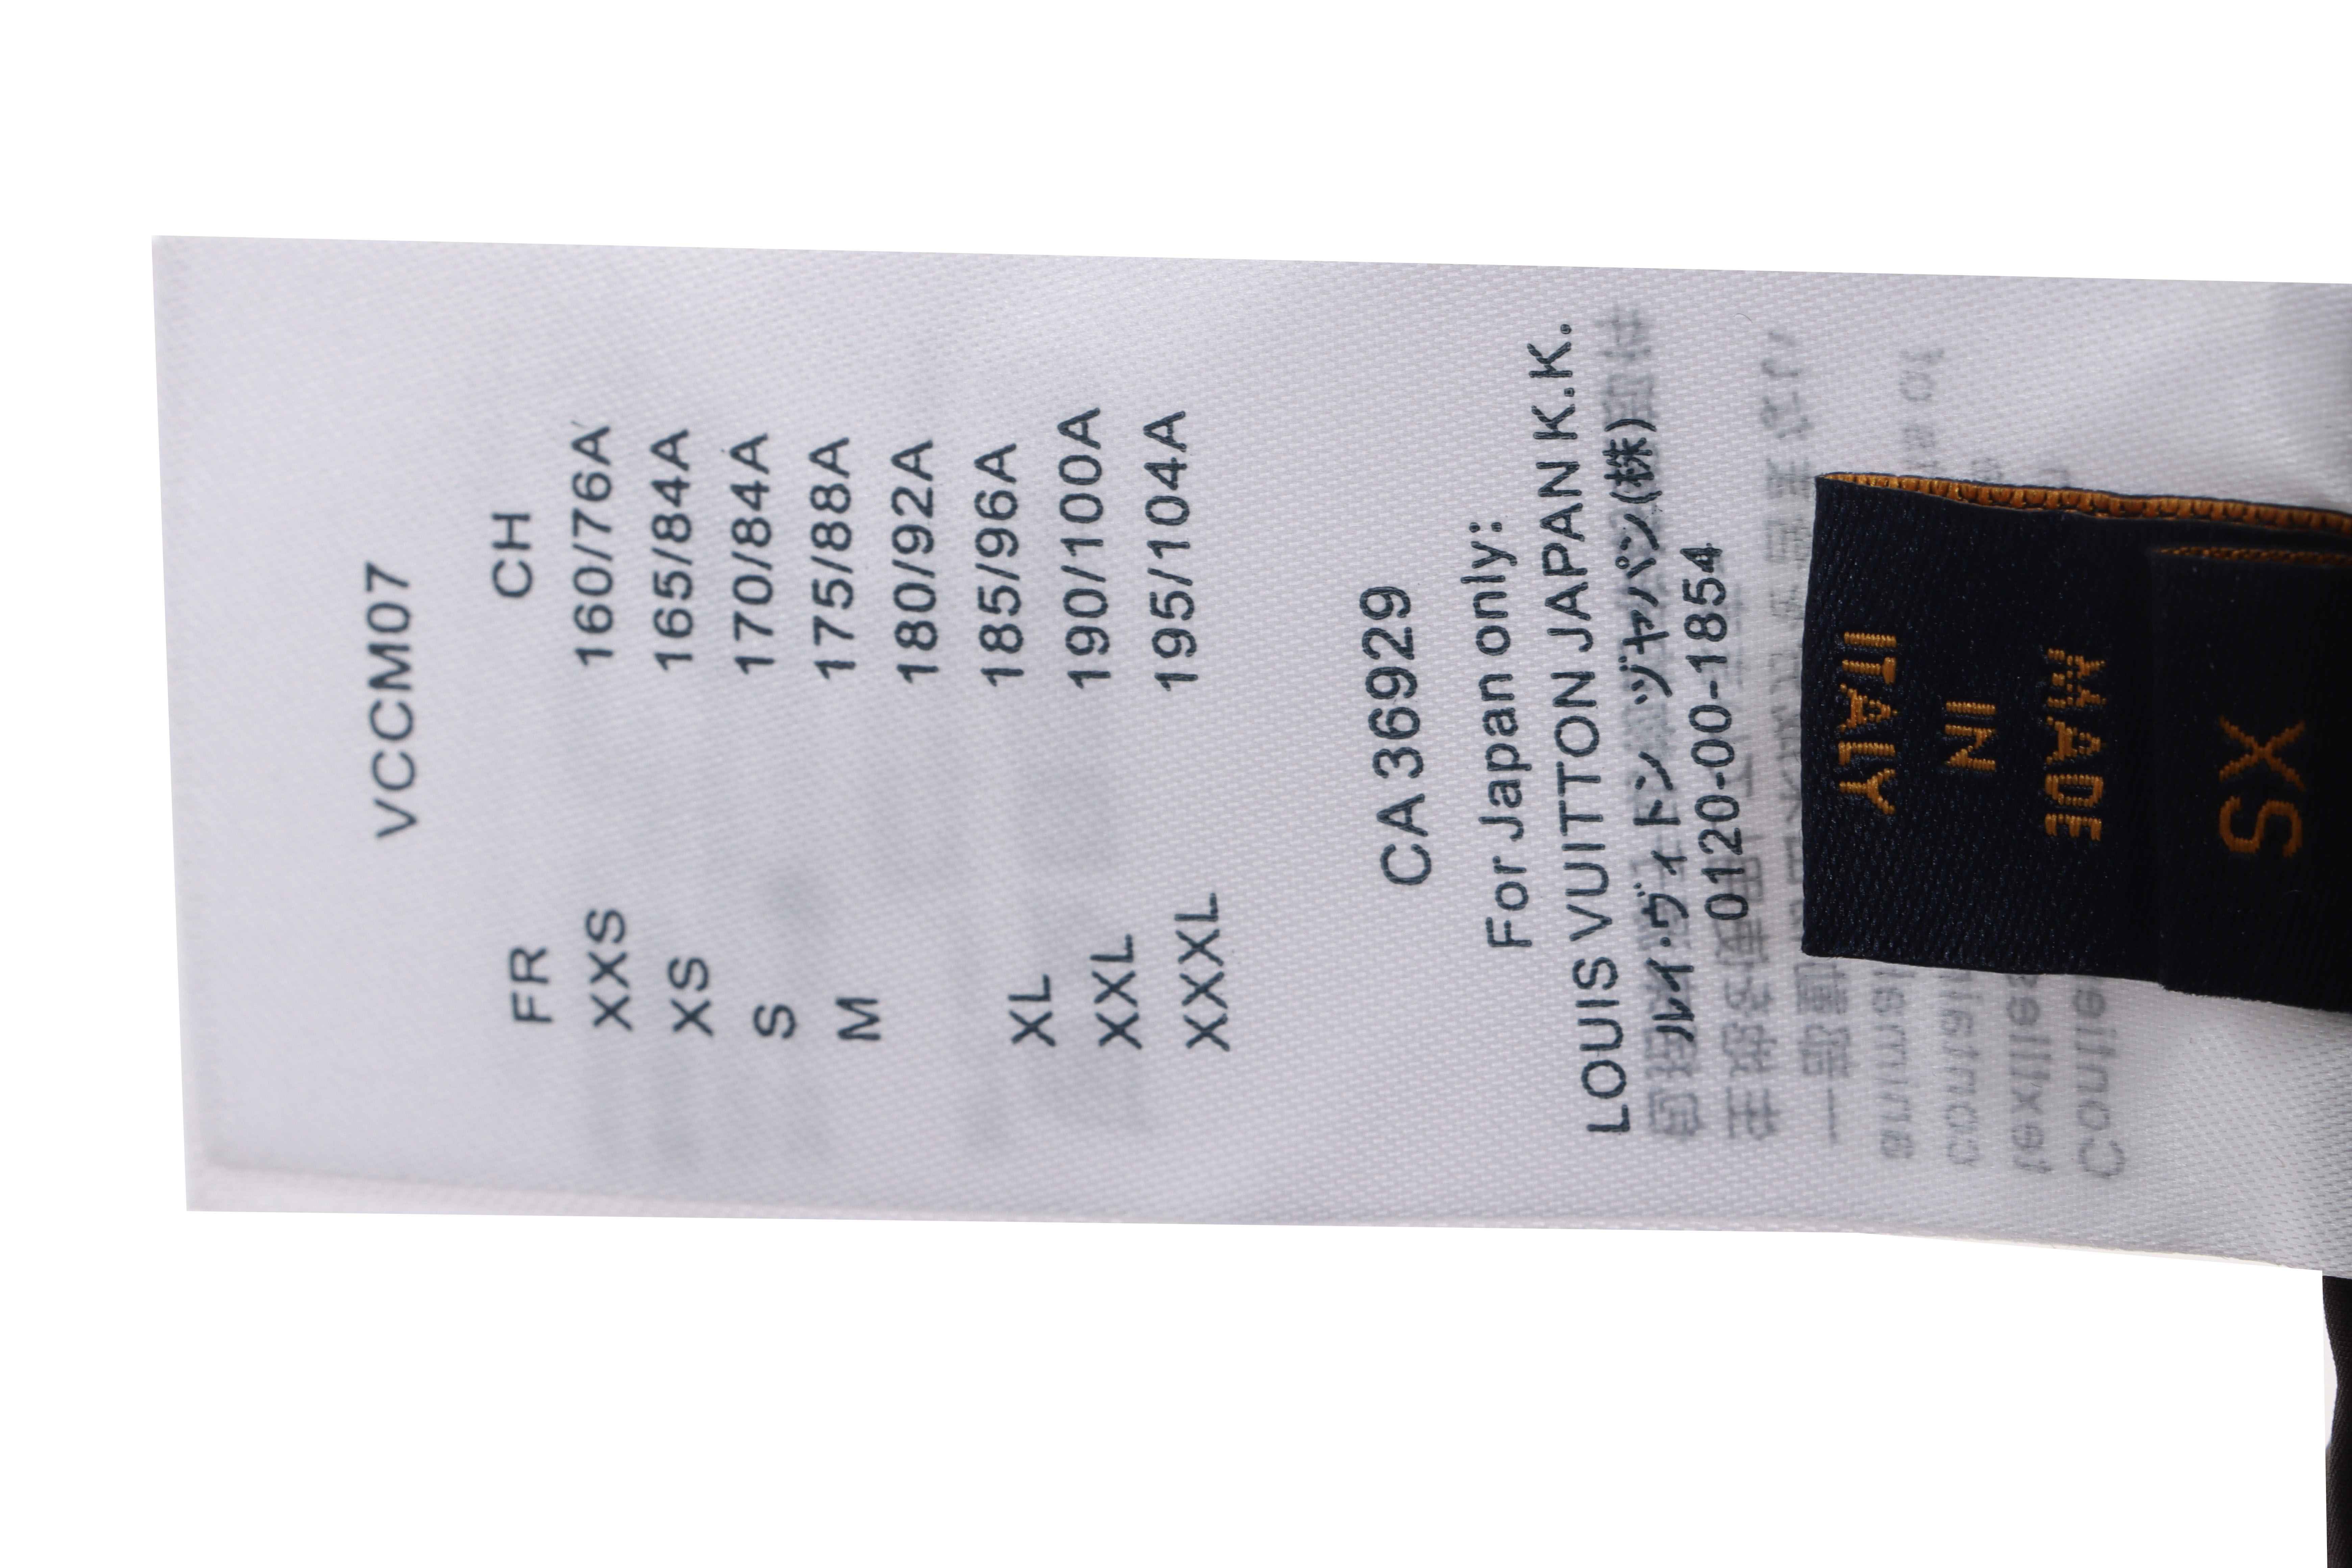 VCCM07
FR CH
XXS 160/76A
XS 165/84A
S 170/84A
M 175/88A
180/92A
XL 185/96A
XXL 190/100A
XXXL 195/104A
CA 36929
For Japan only:
LOUIS VUITTON JAPAN K.K.
ルイ・ヴィトン ヅヤパン(株)
0120-00-1854
XS
MADE
IN
ITALY